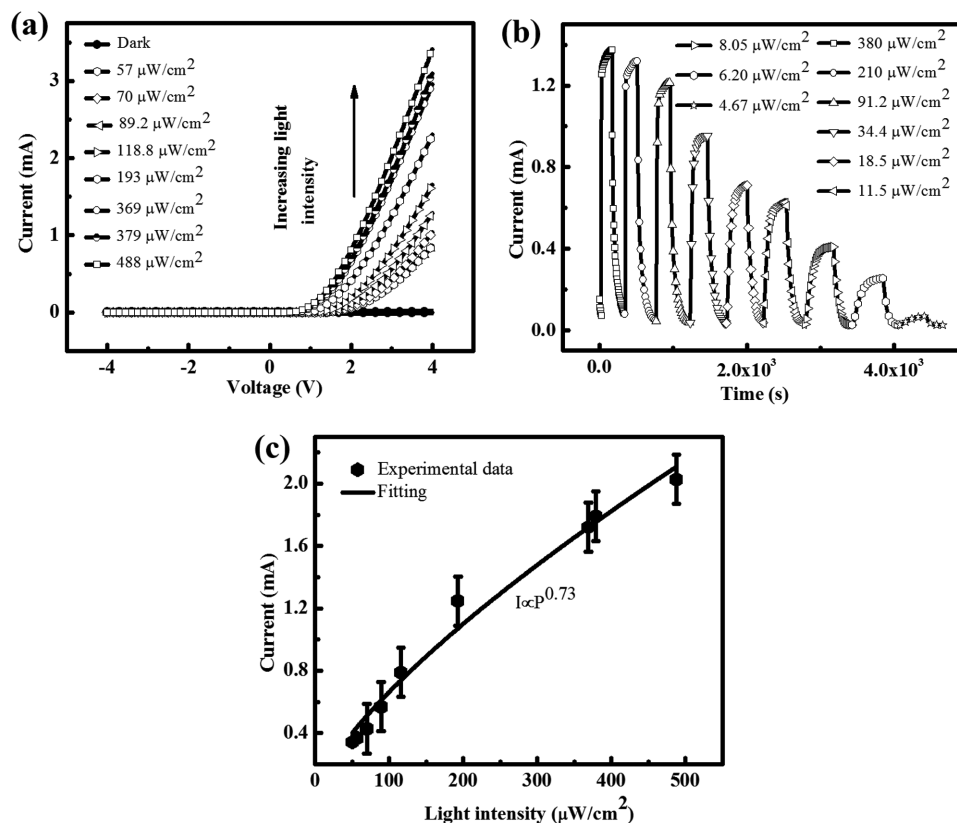 (a)
Dark
57 μW/cm²
70 μW/cm²
89.2 μW/cm²
118.8 μW/cm²
193 μW/cm²
369 μW/cm²
379 μW/cm²
488 μW/cm²
Increasing light
intensity
3
2
1
0
Current (mA)
-4 -2 0 2 4
Voltage (V)
(b)
8.05 μW/cm² 380 μW/cm²
6.20 μW/cm² 210 μW/cm²
4.67 μW/cm² 91.2 μW/cm²
34.4 μW/cm²
18.5 μW/cm²
11.5 μW/cm²
1.2
0.8
0.4
0.0
Current (mA)
0.0 2.0x10³ 4.0x10³
Time (s)
(c)
Experimental data
Fitting
I∝P^0.73
2.0
1.6
1.2
0.8
0.4
Current (mA)
0 100 200 300 400 500
Light intensity (μW/cm²)